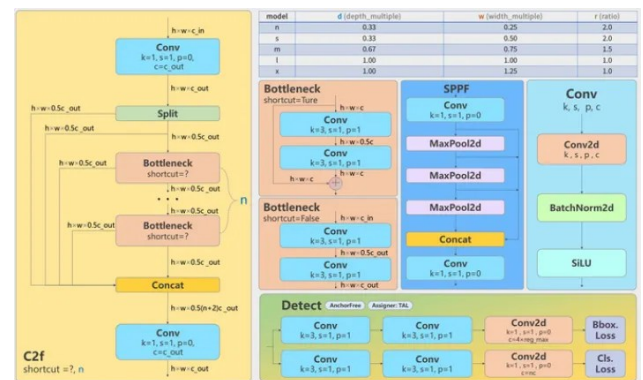 h×w×c_in
Conv
k=1, s=1, p=0,
c=c_out
h×w×c_out
h×w×0.5c_out
Split
h×w×0.5c_out
h×w×0.5c_out
Bottleneck
shortcut=?
h×w×0.5c_out
h×w×0.5c_out
• • •
n
h×w×0.5c_out
Bottleneck
shortcut=?
h×w×0.5c_out
Concat
h×w×0.5(n+2)c_out
Conv
k=1, s=1, p=0,
c=c_out
C2f
shortcut =?, n
h×w×c_out
model d (depth_multiple) w (width_multiple) r (ratio)
n 0.33 0.25 2.0
s 0.33 0.50 2.0
m 0.67 0.75 1.5
l 1.00 1.00 1.0
x 1.00 1.25 1.0
Bottleneck
shortcut=Ture
h×w×c
Conv
k=3, s=1, p=1
h×w×0.5c
Conv
k=3, s=1, p=1
h×w×c
h×w×c
Bottleneck
shortcut=False
h×w×c_in
Conv
k=3, s=1, p=1
h×w×0.5c_out
Conv
k=3, s=1, p=1
h×w×c_out
SPPF
Conv
k=1, s=1, p=0
MaxPool2d
MaxPool2d
MaxPool2d
Concat
Conv
k=1, s=1, p=0
Conv
k, s, p, c
Conv2d
k, s, p, c
BatchNorm2d
SiLU
Detect
AnchorFree
Assigner: TAL
Conv
k=3, s=1, p=1
Conv
k=3, s=1, p=1
Conv2d
k=1, s=1, p=0
c=4×reg_max
Bbox.
Loss
Conv
k=3, s=1, p=1
Conv
k=3, s=1, p=1
Conv2d
k=1, s=1, p=0
c=nc
Cls.
Loss